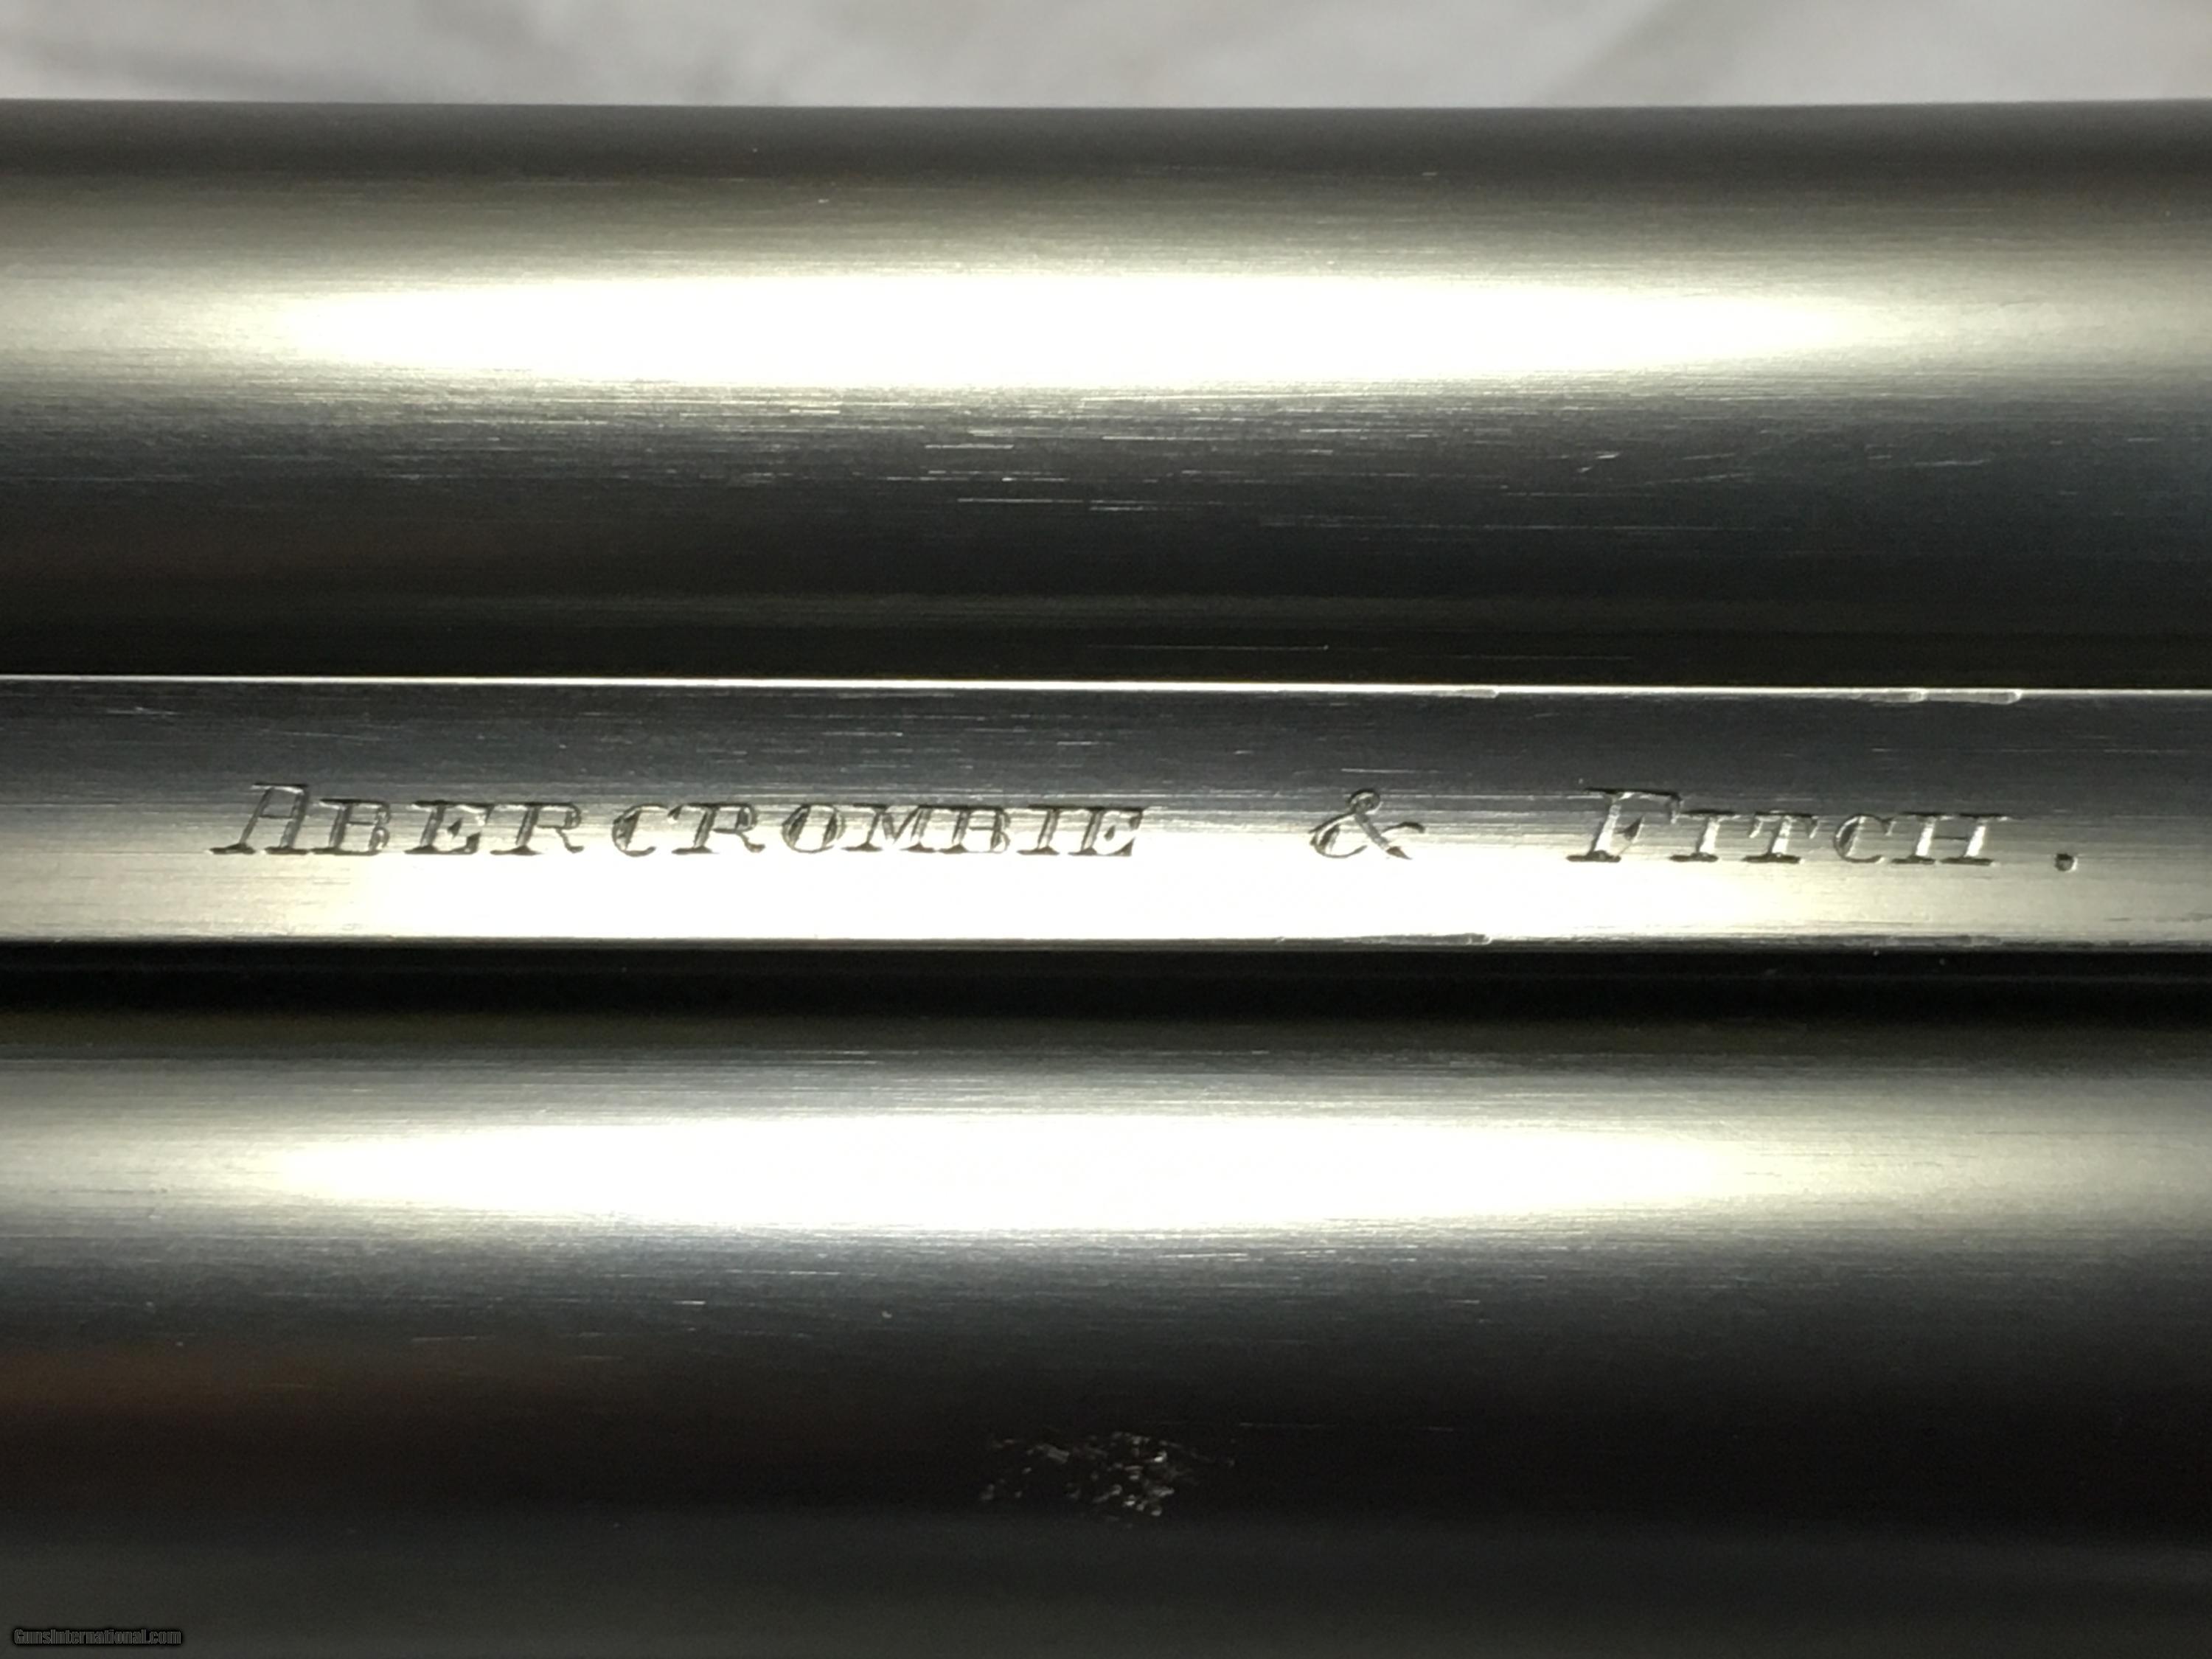 ABERCROMBIE & FITCH.
GunsInternational.com